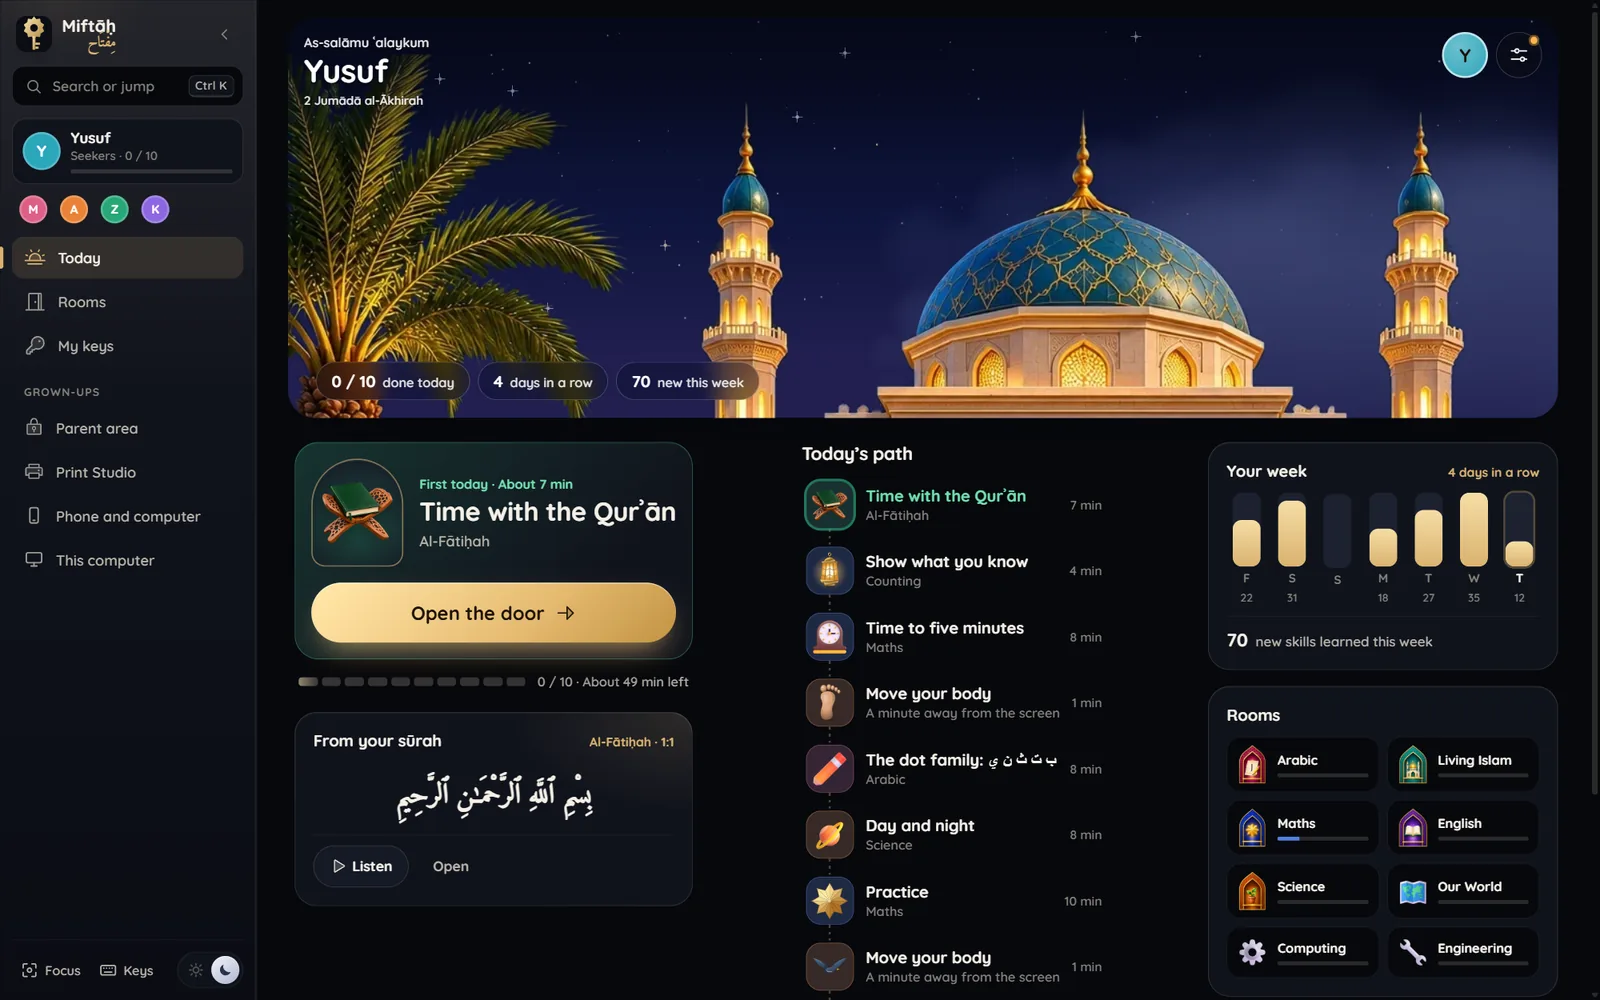 Miftāḥ
مِفتاح
Search or jump
Ctrl K
Y
Yusuf
Seekers · 0 / 10
M
A
Z
K
Today
Rooms
My keys
GROWN-UPS
Parent area
Print Studio
Phone and computer
This computer
Focus
Keys
As-salāmu ʿalaykum
Yusuf
2 Jumādā al-Ākhirah
Y
0 / 10 done today
4 days in a row
70 new this week
First today · About 7 min
Time with the Qurʾān
Al-Fātiḥah
Open the door
0 / 10 · About 49 min left
From your sūrah
Al-Fātiḥah · 1:1
بِسْمِ ٱللَّهِ ٱلرَّحْمَـٰنِ ٱلرَّحِيمِ
Listen
Open
Today’s path
Time with the Qurʾān
Al-Fātiḥah
7 min
Show what you know
Counting
4 min
Time to five minutes
Maths
8 min
Move your body
A minute away from the screen
1 min
The dot family: ب ت ث ن ي
Arabic
8 min
Day and night
Science
8 min
Practice
Maths
10 min
Move your body
A minute away from the screen
1 min
Your week
4 days in a row
F S S M T W T
22 31 18 27 35 12
70 new skills learned this week
Rooms
Arabic
Living Islam
Maths
English
Science
Our World
Computing
Engineering